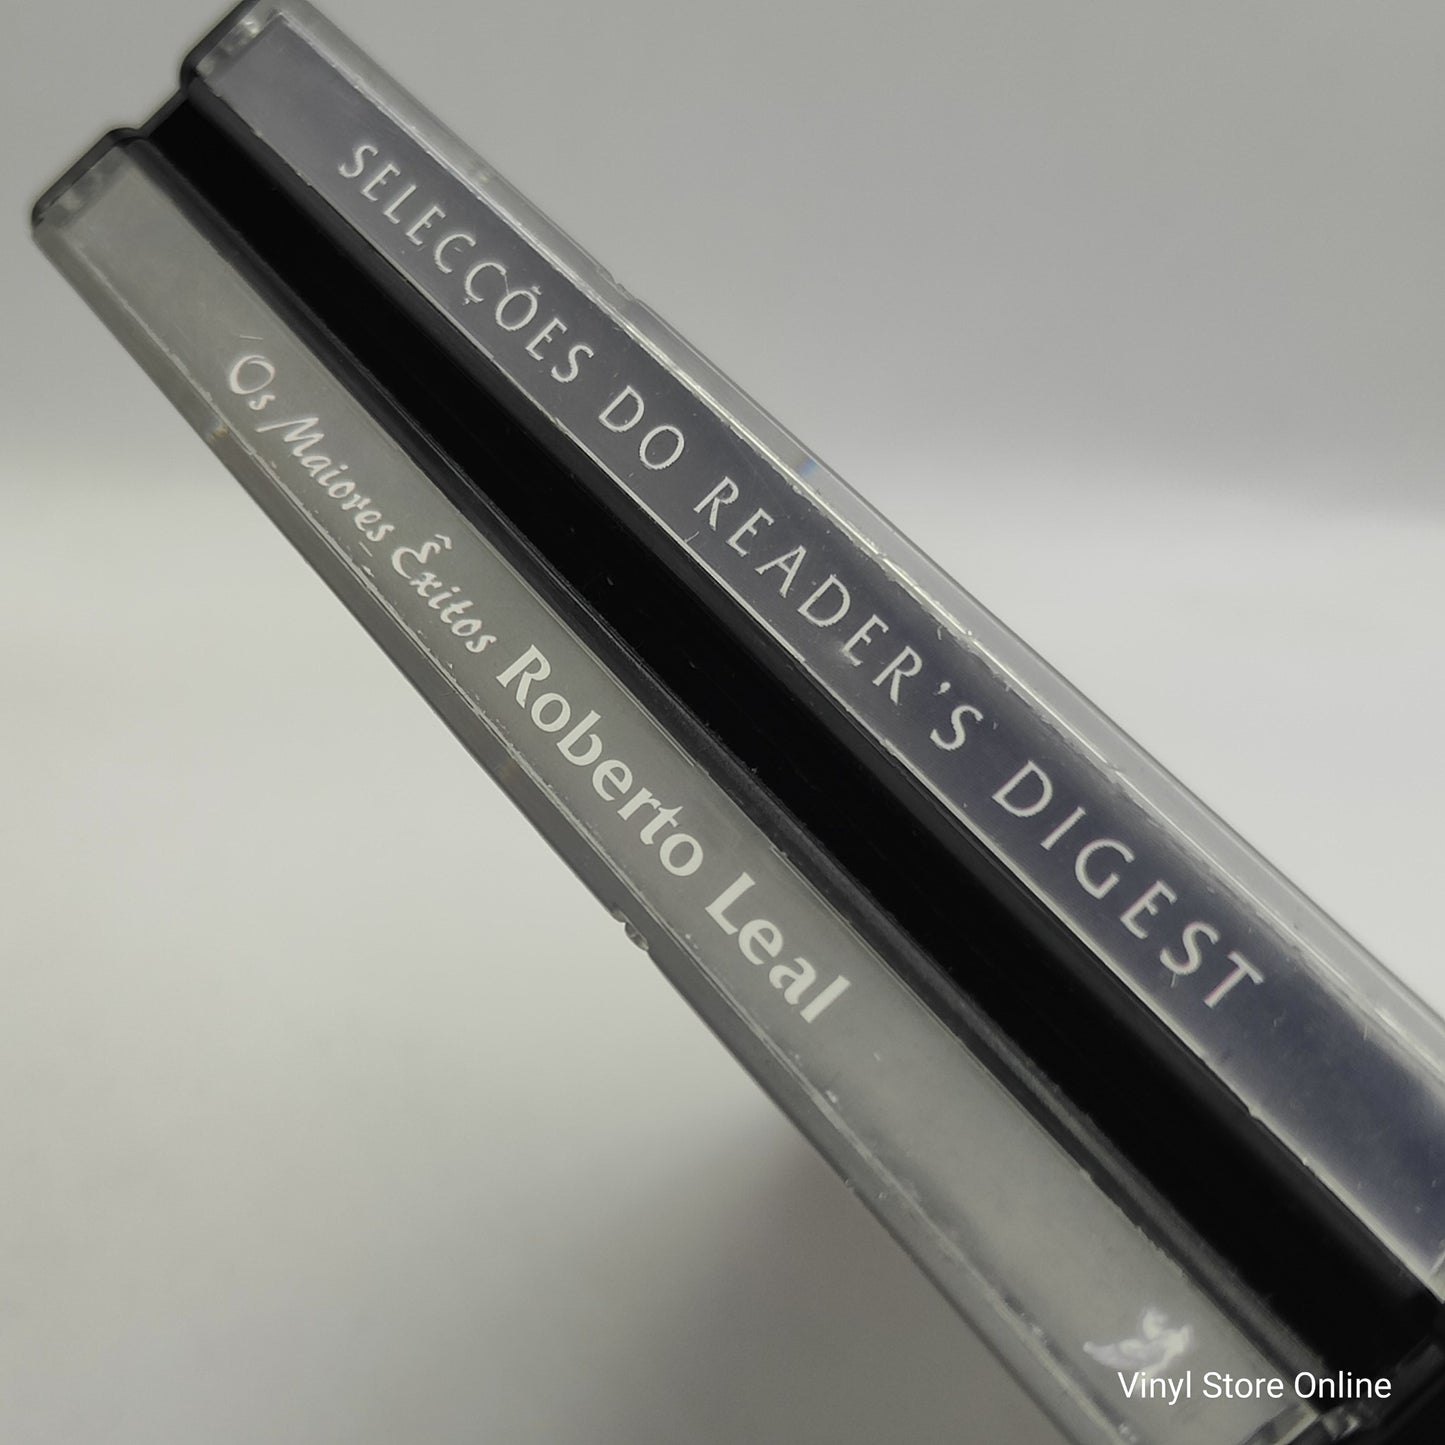 SELECÇÕES DO READER'S DIGEST
Os Maiores Êxitos Roberto Leal
Vinyl Store Online